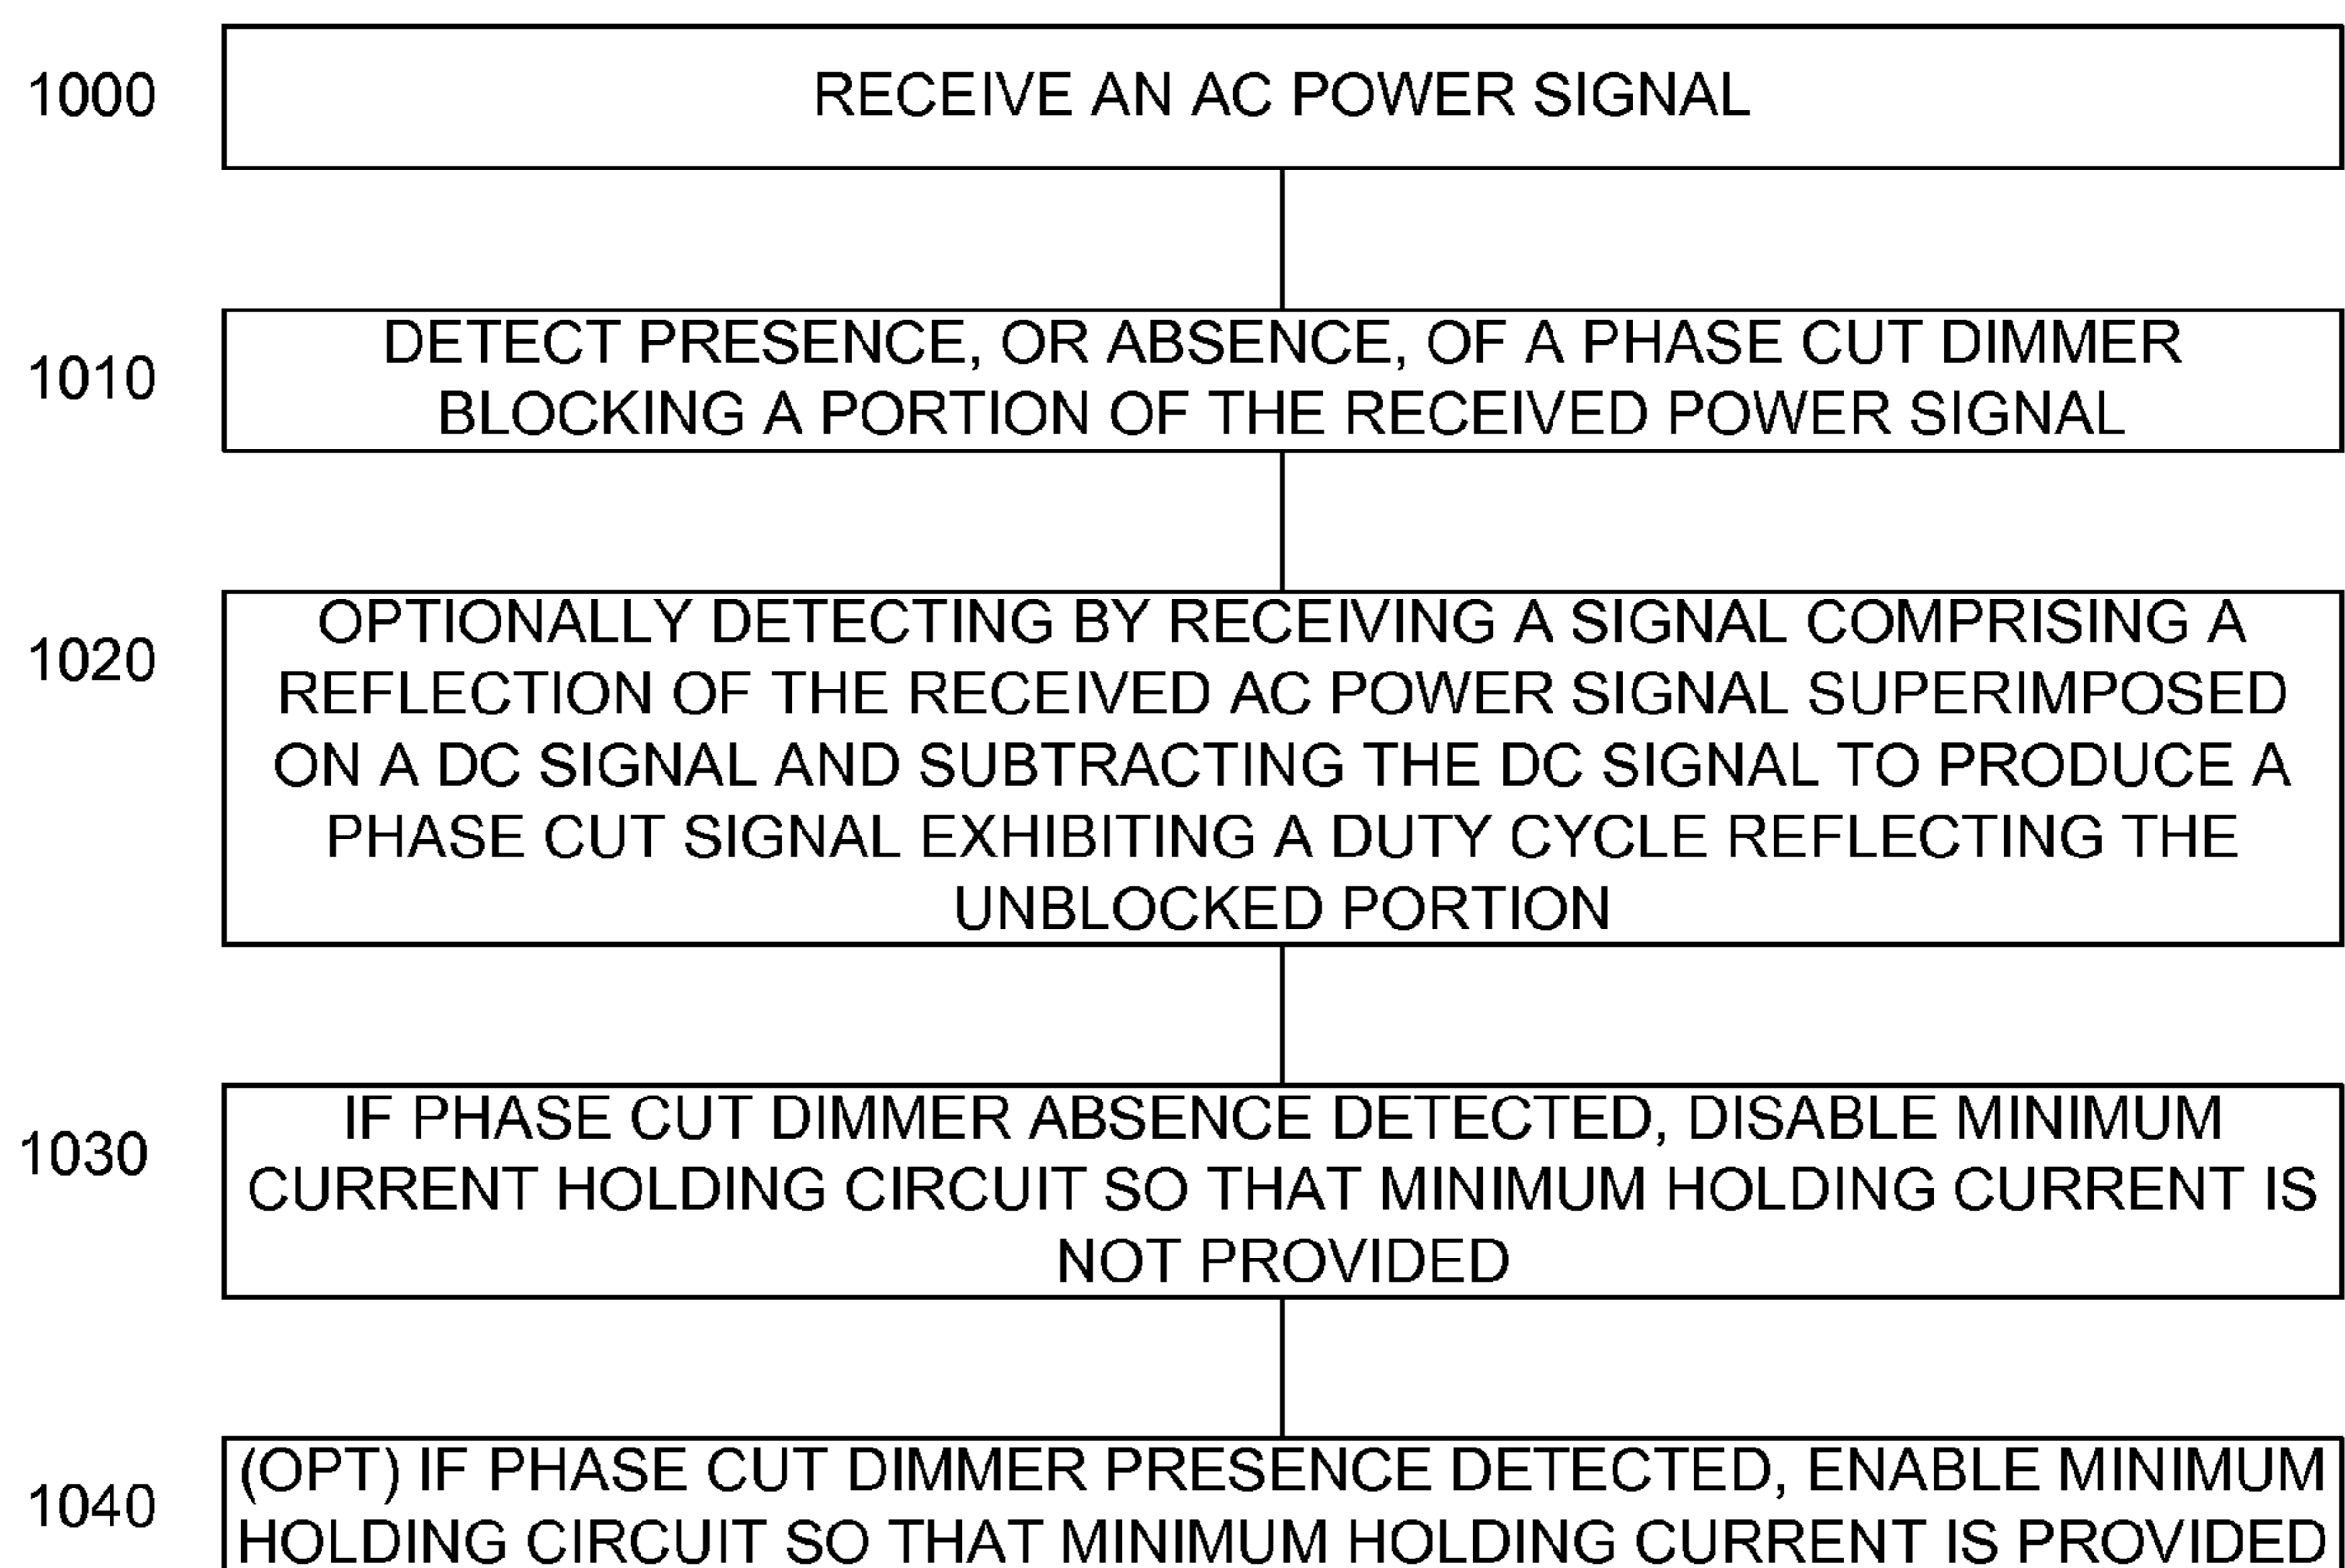 1000
RECEIVE AN AC POWER SIGNAL
1010
DETECT PRESENCE, OR ABSENCE, OF A PHASE CUT DIMMER
BLOCKING A PORTION OF THE RECEIVED POWER SIGNAL
1020
OPTIONALLY DETECTING BY RECEIVING A SIGNAL COMPRISING A
REFLECTION OF THE RECEIVED AC POWER SIGNAL SUPERIMPOSED
ON A DC SIGNAL AND SUBTRACTING THE DC SIGNAL TO PRODUCE A
PHASE CUT SIGNAL EXHIBITING A DUTY CYCLE REFLECTING THE
UNBLOCKED PORTION
1030
IF PHASE CUT DIMMER ABSENCE DETECTED, DISABLE MINIMUM
CURRENT HOLDING CIRCUIT SO THAT MINIMUM HOLDING CURRENT IS
NOT PROVIDED
1040
(OPT) IF PHASE CUT DIMMER PRESENCE DETECTED, ENABLE MINIMUM
HOLDING CIRCUIT SO THAT MINIMUM HOLDING CURRENT IS PROVIDED